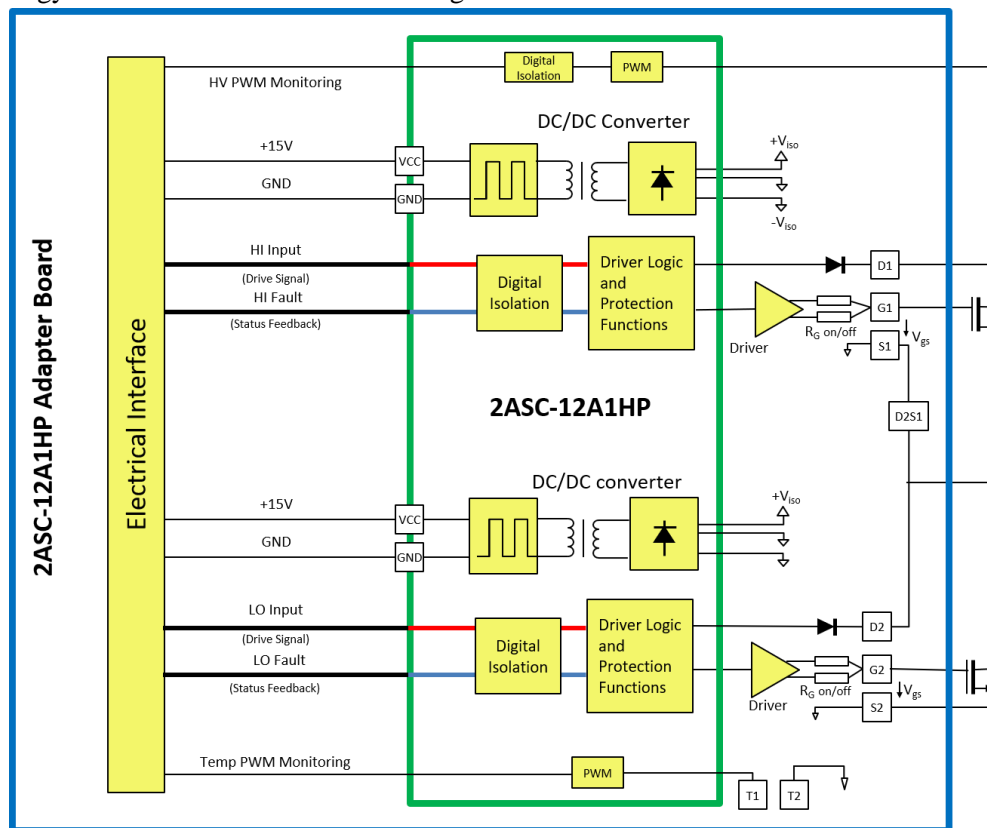 2ASC-12A1HP Adapter Board
Electrical Interface
HV PWM Monitoring
Digital
Isolation
PWM
DC/DC Converter
+15V
VCC
GND
GND
+Viso
-Viso
HI Input
(Drive Signal)
HI Fault
(Status Feedback)
Digital
Isolation
Driver Logic
and
Protection
Functions
Driver
RG on/off
D1
G1
Vgs
S1
D2S1
2ASC-12A1HP
DC/DC converter
+15V
VCC
GND
GND
+Viso
LO Input
(Drive Signal)
LO Fault
(Status Feedback)
Digital
Isolation
Driver Logic
and
Protection
Functions
Driver
RG on/off
D2
G2
Vgs
S2
Temp PWM Monitoring
PWM
T1
T2